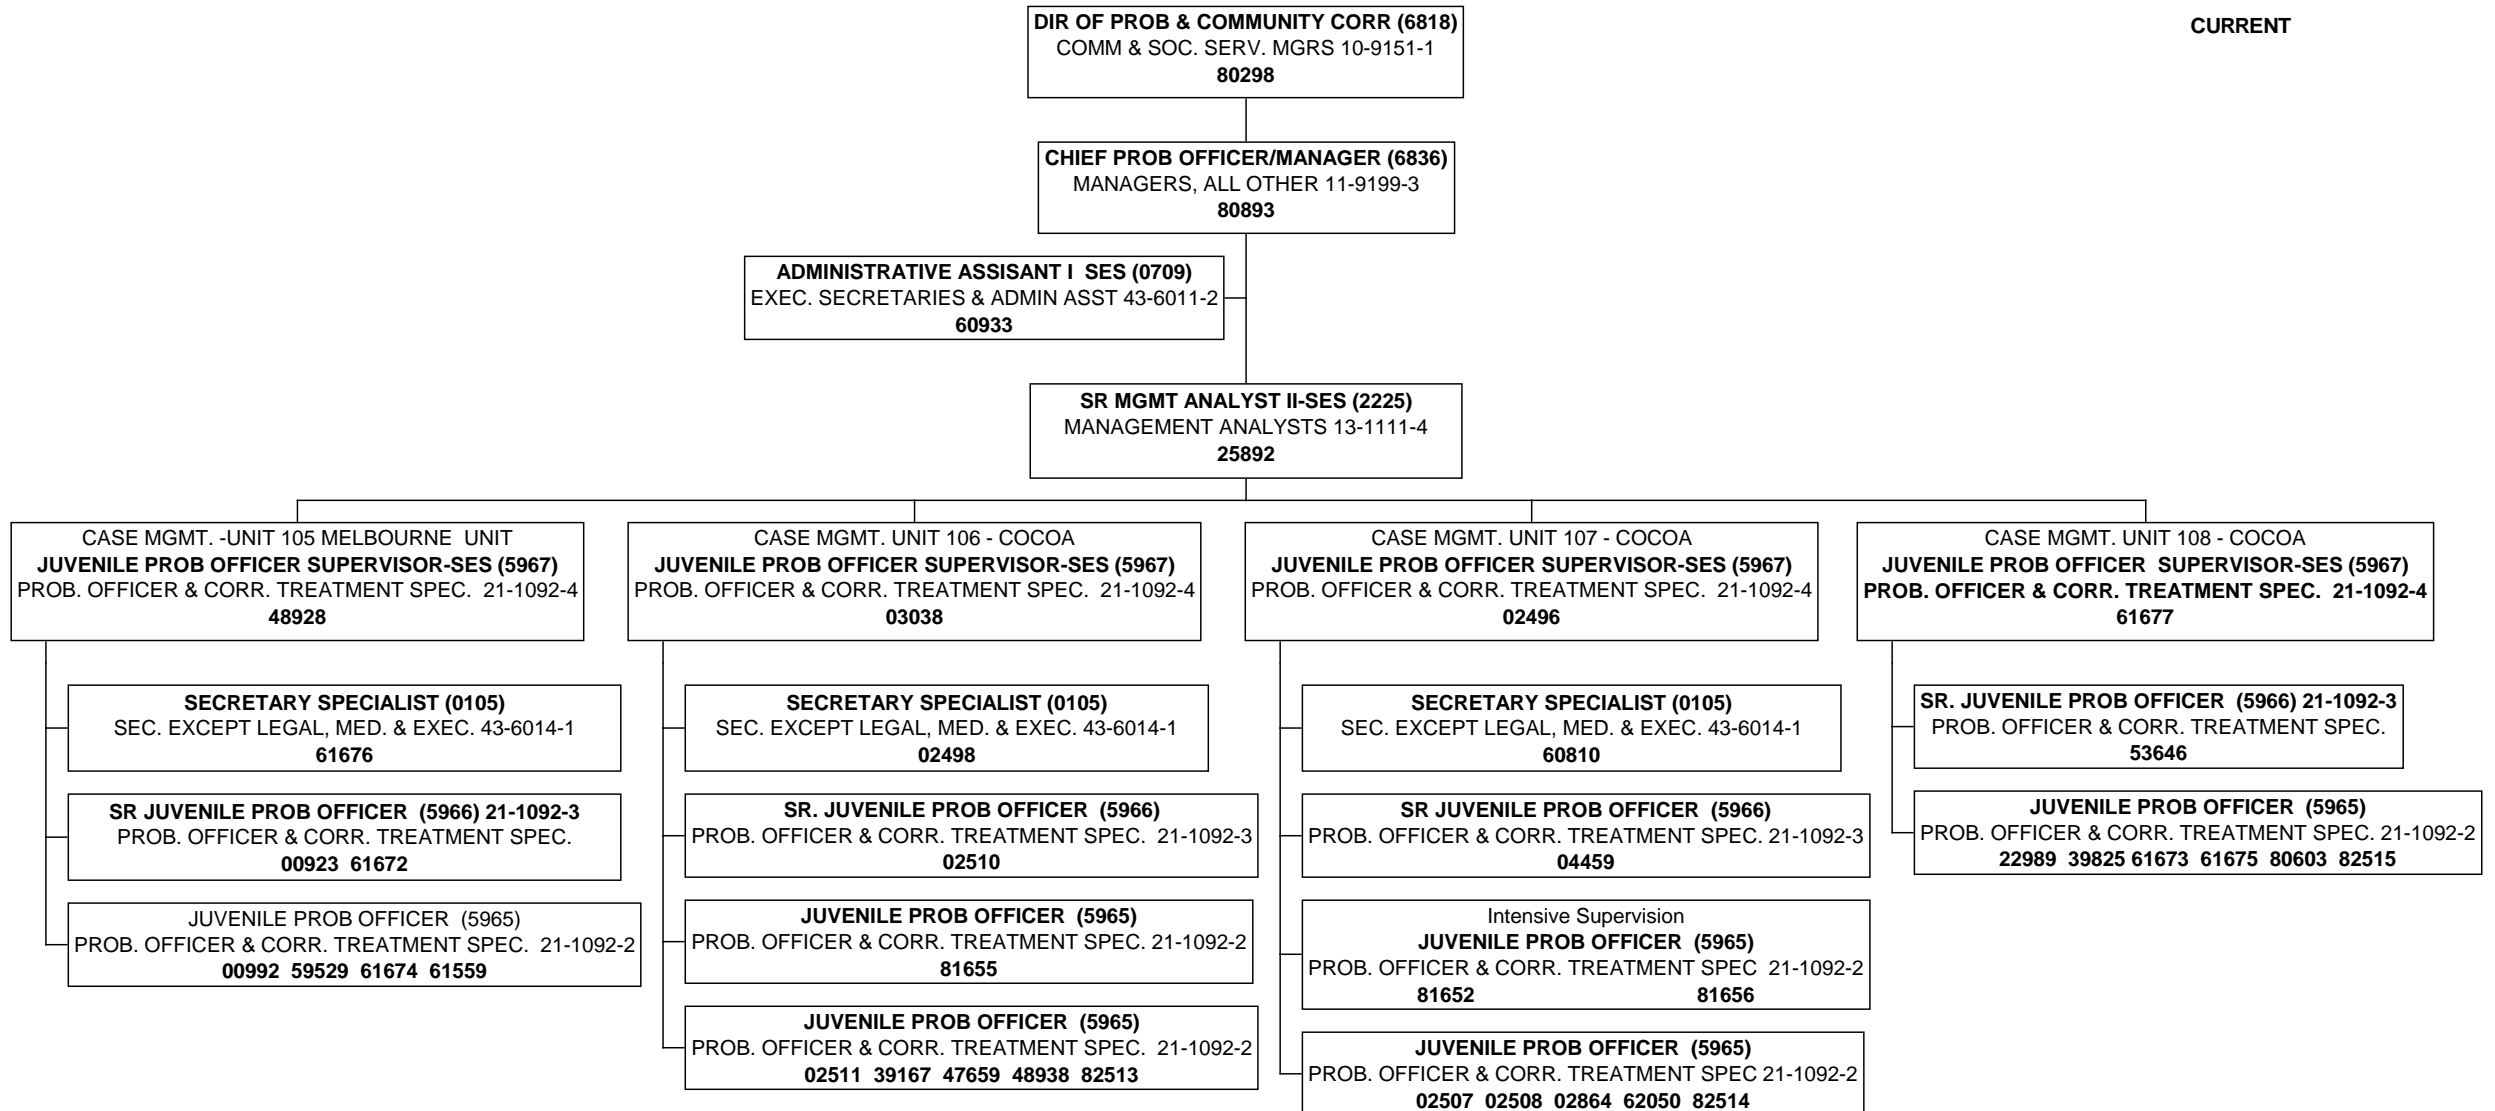 DIR OF PROB & COMMUNITY CORR (6818)
COMM & SOC. SERV. MGRS 10-9151-1
80298
CURRENT
CHIEF PROB OFFICER/MANAGER (6836)
MANAGERS, ALL OTHER 11-9199-3
80893
ADMINISTRATIVE ASSISANT I  SES (0709)
EXEC. SECRETARIES & ADMIN ASST 43-6011-2
60933
SR MGMT ANALYST II-SES (2225)
MANAGEMENT ANALYSTS 13-1111-4
25892
CASE MGMT. -UNIT 105 MELBOURNE  UNIT
JUVENILE PROB OFFICER SUPERVISOR-SES (5967)
PROB. OFFICER & CORR. TREATMENT SPEC.  21-1092-4
48928
SECRETARY SPECIALIST (0105)
SEC. EXCEPT LEGAL, MED. & EXEC. 43-6014-1
61676
SR JUVENILE PROB OFFICER  (5966) 21-1092-3
PROB. OFFICER & CORR. TREATMENT SPEC.
00923  61672
JUVENILE PROB OFFICER  (5965)
PROB. OFFICER & CORR. TREATMENT SPEC.  21-1092-2
00992  59529  61674  61559
CASE MGMT. UNIT 106 - COCOA
JUVENILE PROB OFFICER SUPERVISOR-SES (5967)
PROB. OFFICER & CORR. TREATMENT SPEC.  21-1092-4
03038
SECRETARY SPECIALIST (0105)
SEC. EXCEPT LEGAL, MED. & EXEC. 43-6014-1
02498
SR. JUVENILE PROB OFFICER  (5966)
PROB. OFFICER & CORR. TREATMENT SPEC.  21-1092-3
02510
JUVENILE PROB OFFICER  (5965)
PROB. OFFICER & CORR. TREATMENT SPEC. 21-1092-2
81655
JUVENILE PROB OFFICER  (5965)
PROB. OFFICER & CORR. TREATMENT SPEC.  21-1092-2
02511  39167  47659  48938  82513
CASE MGMT. UNIT 107 - COCOA
JUVENILE PROB OFFICER SUPERVISOR-SES (5967)
PROB. OFFICER & CORR. TREATMENT SPEC.  21-1092-4
02496
SECRETARY SPECIALIST (0105)
SEC. EXCEPT LEGAL, MED. & EXEC. 43-6014-1
60810
SR JUVENILE PROB OFFICER  (5966)
PROB. OFFICER & CORR. TREATMENT SPEC. 21-1092-3
04459
Intensive Supervision
JUVENILE PROB OFFICER  (5965)
PROB. OFFICER & CORR. TREATMENT SPEC  21-1092-2
81652 81656
JUVENILE PROB OFFICER  (5965)
PROB. OFFICER & CORR. TREATMENT SPEC 21-1092-2
02507  02508  02864  62050  82514
CASE MGMT. UNIT 108 - COCOA
JUVENILE PROB OFFICER  SUPERVISOR-SES (5967)
PROB. OFFICER & CORR. TREATMENT SPEC.  21-1092-4
61677
SR. JUVENILE PROB OFFICER  (5966) 21-1092-3
PROB. OFFICER & CORR. TREATMENT SPEC.
53646
JUVENILE PROB OFFICER  (5965)
PROB. OFFICER & CORR. TREATMENT SPEC. 21-1092-2
22989  39825 61673  61675  80603  82515